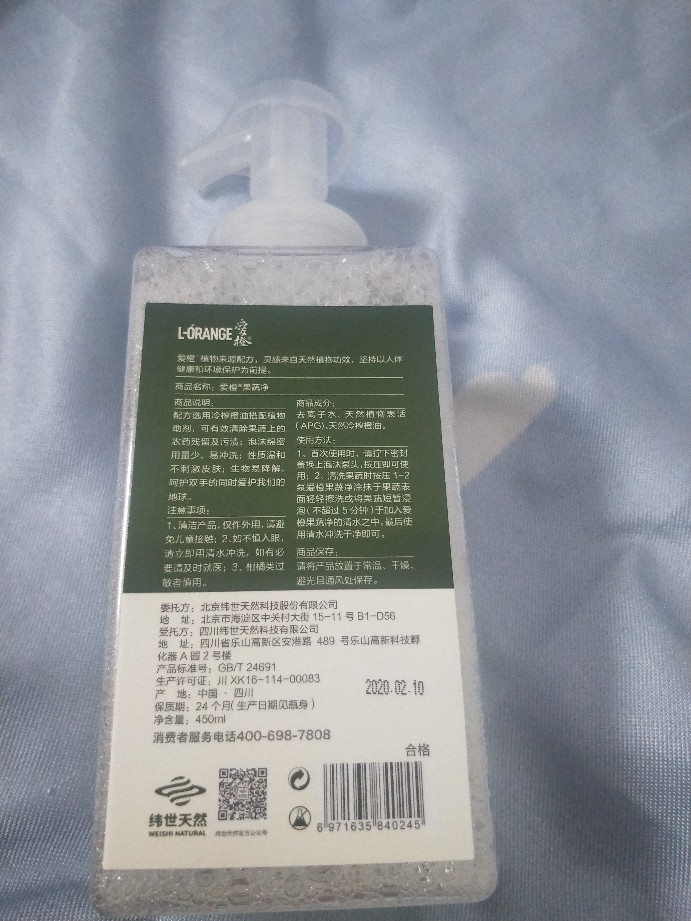 L-ORANGE 爱橙
爱橙®植物来源配方，灵感来自天然植物功效，坚持以人体
健康和环境保护为前提。
商品名称：爱橙®果蔬净
商品说明：
配方选用冷榨橙油搭配植物
助剂，可有效清除果蔬上的
农药残留及污渍；泡沫绵密
用量少，易冲洗；性质温和
不刺激皮肤；生物易降解，
呵护双手的同时爱护我们的
地球。
注意事项：
1、清洁产品，仅作外用，请避
免儿童接触；2、如不慎入眼，
请立即用清水冲洗，如有必
要请及时就医；3、柑橘类过
敏者慎用。
商品成分：
去离子水、天然植物表活
（APG）、天然冷榨橙油。
使用方法：
1、首次使用时，请拧下密封
盖换上泡沫泵头，按压即可使
用；2、清洗果蔬时按压 1-2
泵爱橙果蔬净涂抹于果蔬表
面轻轻擦洗或将果蔬短暂浸
泡（不超过 5 分钟）于加入爱
橙果蔬净的清水之中，最后使
用清水冲洗干净即可。
商品保存：
请将产品放置于常温、干燥、
避光且通风处保存。
委托方：北京纬世天然科技股份有限公司
地 址：北京市海淀区中关村大街 15-11 号 B1-D56
受托方：四川纬世天然科技有限公司
地 址：四川省乐山高新区安港路 489 号乐山高新科技孵
化器 A 园 2 号楼
产品标准号：GB/T 24691
生产许可证：川 XK16-114-00083
产 地：中国·四川
保质期：24 个月（生产日期见瓶身）
净含量：450ml
2020.02.10
消费者服务电话400-698-7808
合格
纬世天然
WEISHI NATURAL
纬世天然官方公众号
6 971635 840245